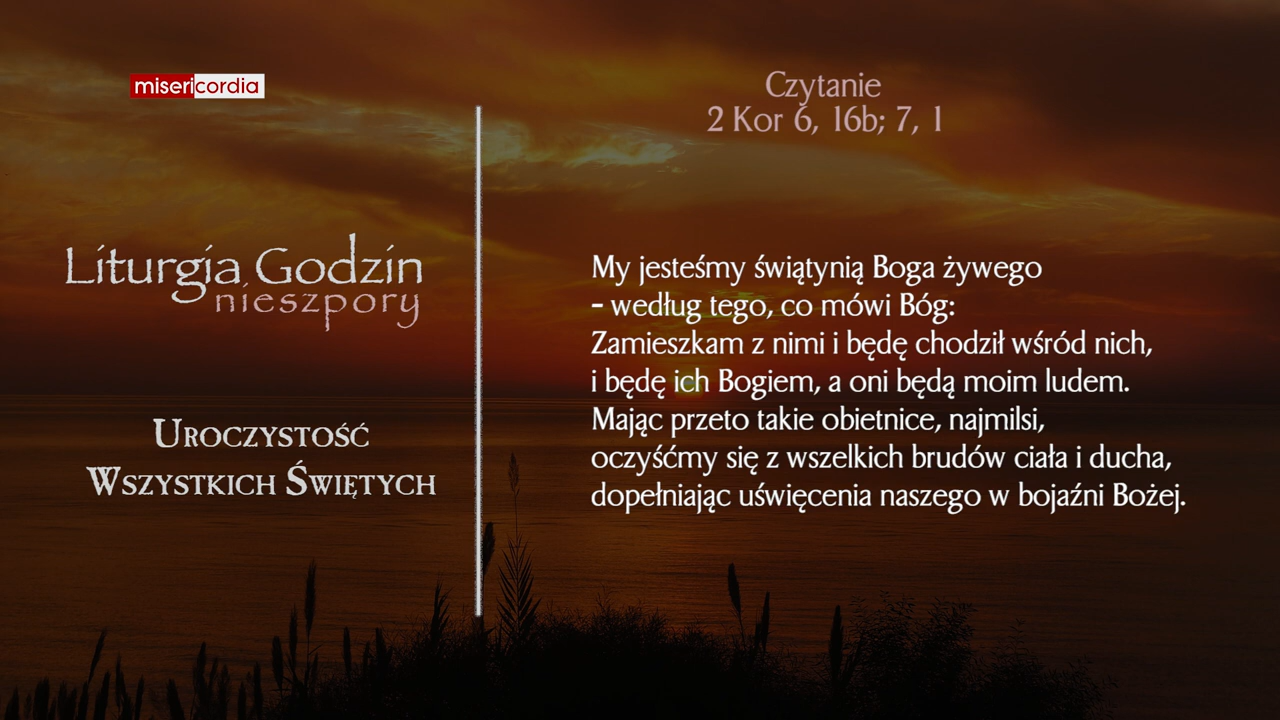 misericordia
Liturgia Godzin
nieszpory
Uroczystość
Wszystkich Świętych
Czytanie
2 Kor 6, 16b; 7, 1
My jesteśmy świątynią Boga żywego
– według tego, co mówi Bóg:
Zamieszkam z nimi i będę chodził wśród nich,
i będę ich Bogiem, a oni będą moim ludem.
Mając przeto takie obietnice, najmilsi,
oczyśćmy się z wszelkich brudów ciała i ducha,
dopełniając uświęcenia naszego w bojaźni Bożej.